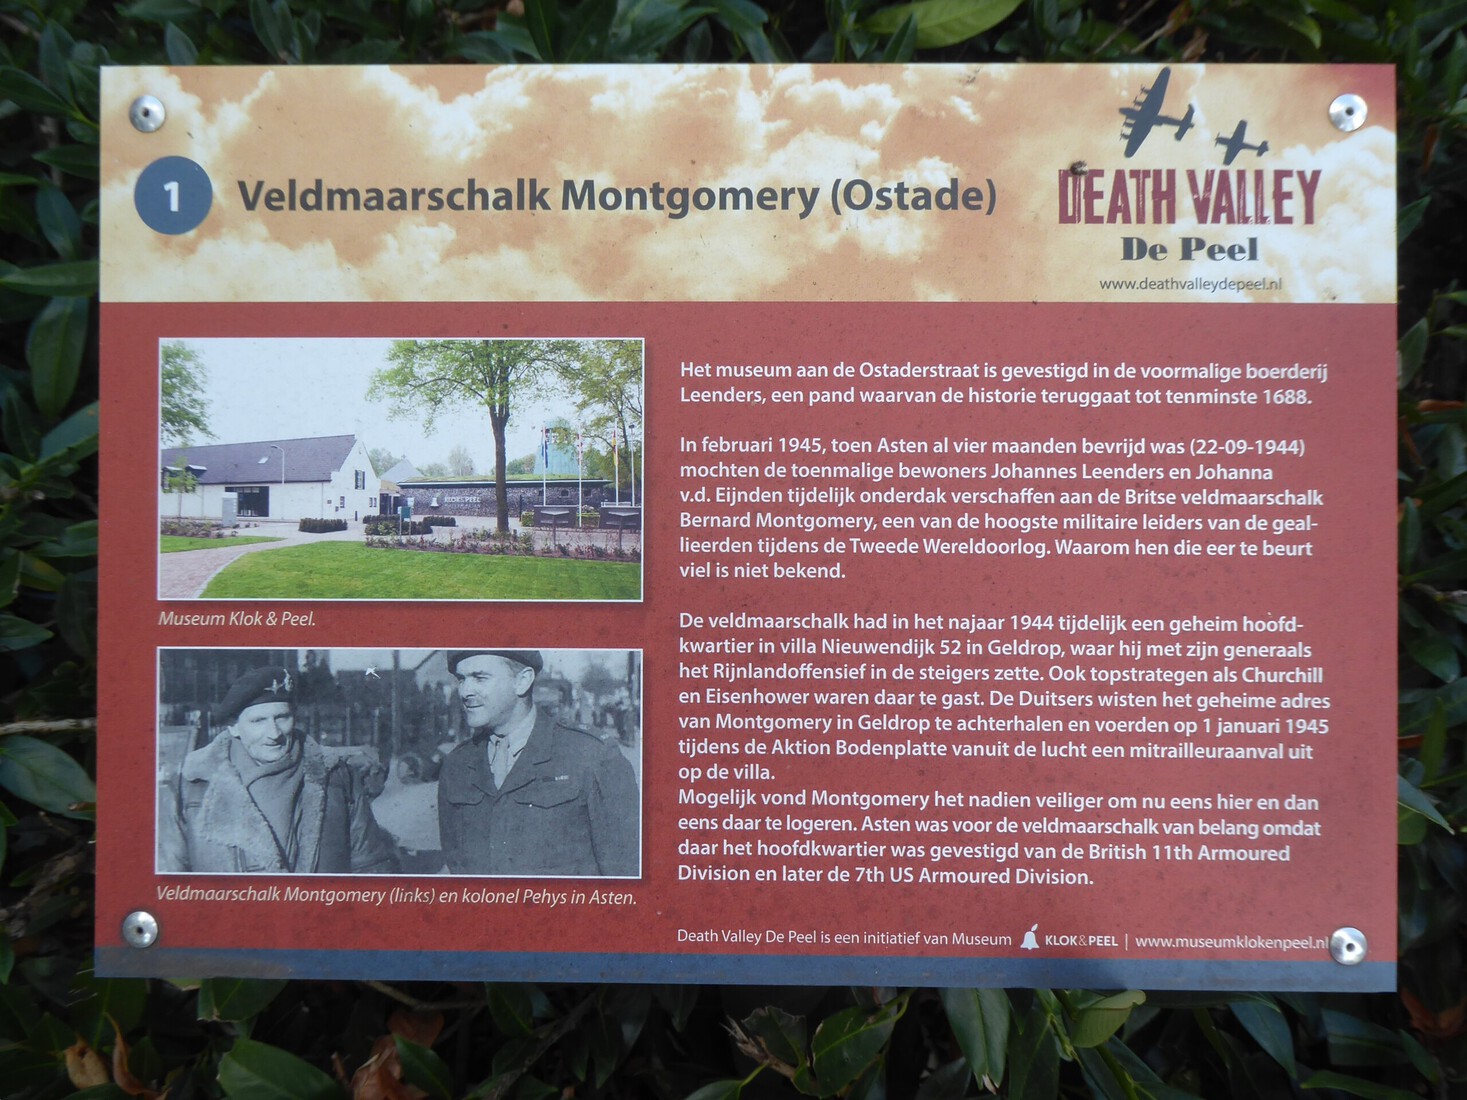 1
Veldmaarschalk Montgomery (Ostade)
DEATH VALLEY
De Peel
www.deathvalleydepeel.nl
KLOK&PEEL
Museum Klok & Peel.
Veldmaarschalk Montgomery (links) en kolonel Pehys in Asten.
Het museum aan de Ostaderstraat is gevestigd in de voormalige boerderij
Leenders, een pand waarvan de historie teruggaat tot tenminste 1688.
In februari 1945, toen Asten al vier maanden bevrijd was (22-09-1944)
mochten de toenmalige bewoners Johannes Leenders en Johanna
v.d. Eijnden tijdelijk onderdak verschaffen aan de Britse veldmaarschalk
Bernard Montgomery, een van de hoogste militaire leiders van de geal-
lieerden tijdens de Tweede Wereldoorlog. Waarom hen die eer te beurt
viel is niet bekend.
De veldmaarschalk had in het najaar 1944 tijdelijk een geheim hoofd-
kwartier in villa Nieuwendijk 52 in Geldrop, waar hij met zijn generaals
het Rijnlandoffensief in de steigers zette. Ook topstrategen als Churchill
en Eisenhower waren daar te gast. De Duitsers wisten het geheime adres
van Montgomery in Geldrop te achterhalen en voerden op 1 januari 1945
tijdens de Aktion Bodenplatte vanuit de lucht een mitrailleuraanval uit
op de villa.
Mogelijk vond Montgomery het nadien veiliger om nu eens hier en dan
eens daar te logeren. Asten was voor de veldmaarschalk van belang omdat
daar het hoofdkwartier was gevestigd van de British 11th Armoured
Division en later de 7th US Armoured Division.
Death Valley De Peel is een initiatief van Museum KLOK&PEEL | www.museumklokenpeel.nl